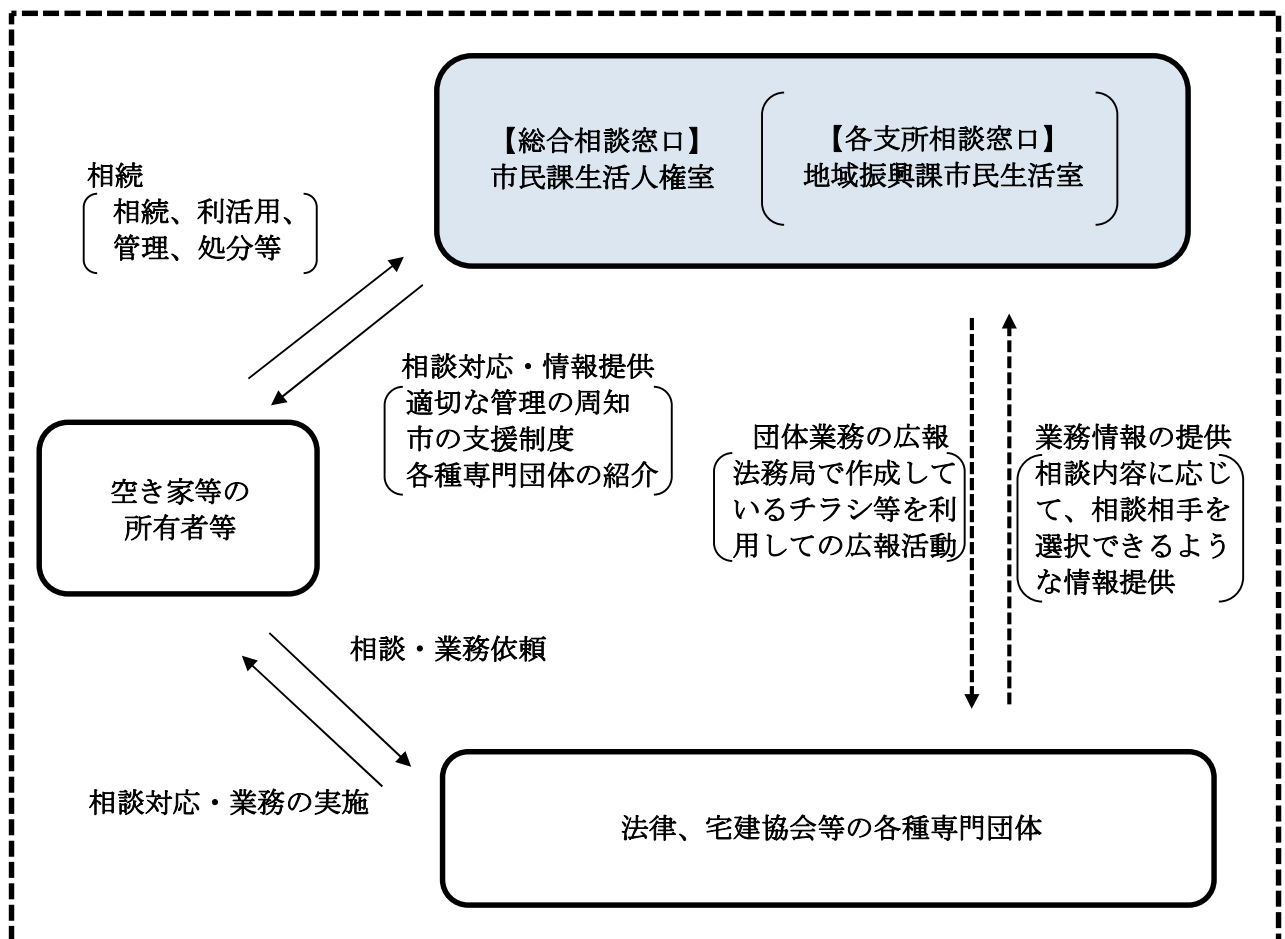 【総合相談窓口】
市民課生活人権室
【各支所相談窓口】
地域振興課市民生活室
相続
相続、利活用、
管理、処分等
相談対応・情報提供
適切な管理の周知
市の支援制度
各種専門団体の紹介
団体業務の広報
法務局で作成して
いるチラシ等を利
用しての広報活動
業務情報の提供
相談内容に応じ
て、相談相手を
選択できるよう
な情報提供
空き家等の
所有者等
相談・業務依頼
相談対応・業務の実施
法律、宅建協会等の各種専門団体